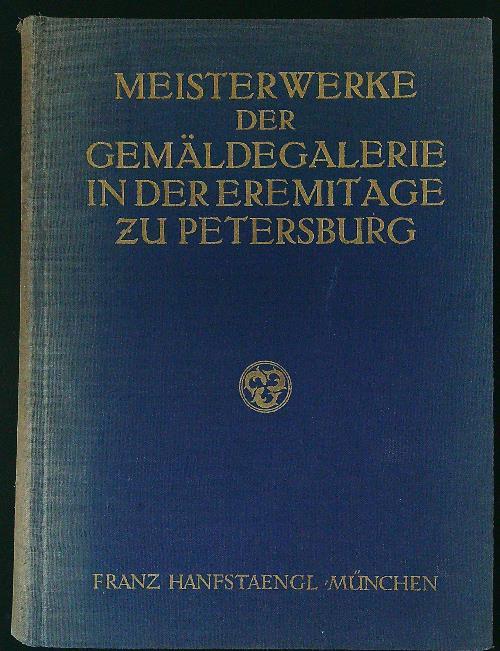 MEISTERWERKE
DER
GEMÄLDEGALERIE
IN DER EREMITAGE
ZU PETERSBURG
FRANZ HANFSTAENGL · MÜNCHEN